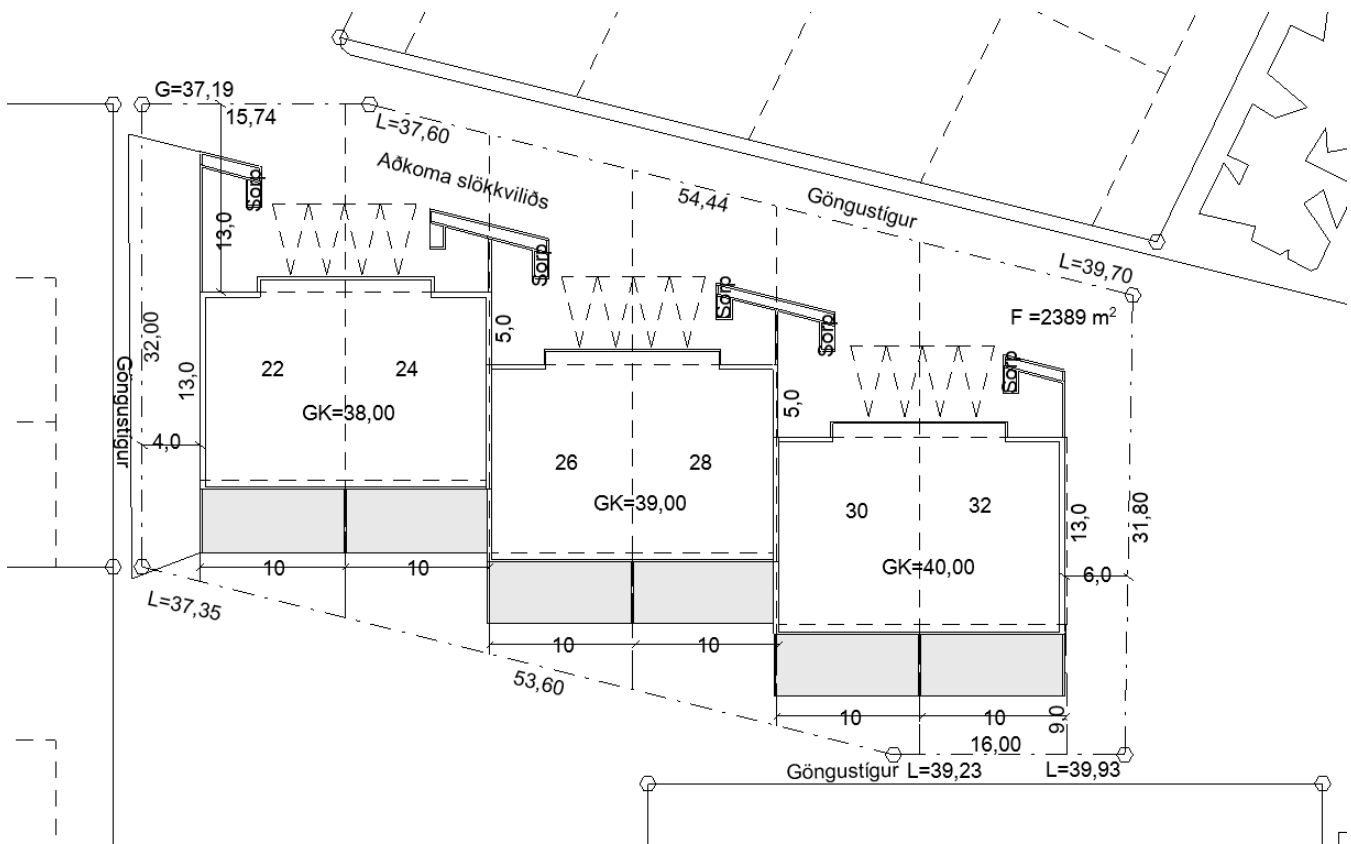 G=37,19
15,74
L=37,60
Aðkoma slökkviliðs
54,44
Göngustígur
L=39,70
F =2389 m²
Sorp
13,0
Sorp
Sorp
Sorp
Sorp
32,00
13,0
Göngustígur
4,0
22
24
GK=38,00
5,0
26
28
GK=39,00
5,0
30
32
GK=40,00
13,0
31,80
6,0
10
10
L=37,35
10
10
53,60
10
10
9,0
16,00
Göngustígur
L=39,23
L=39,93